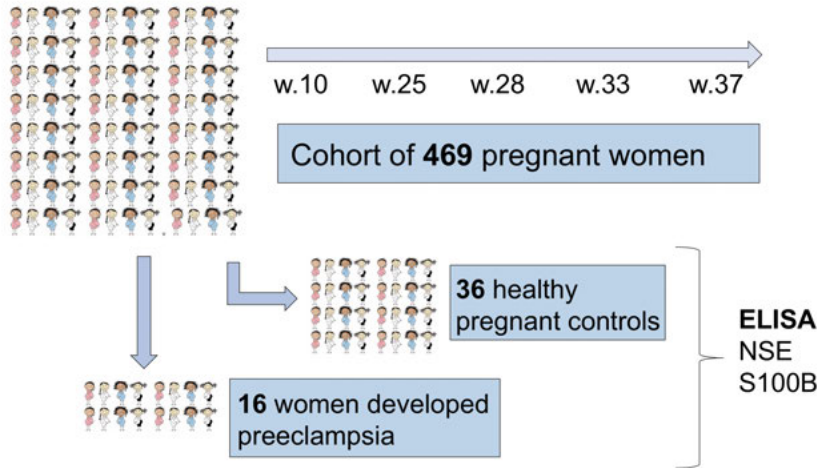 w.10 w.25 w.28 w.33 w.37
Cohort of 469 pregnant women
36 healthy
pregnant controls
ELISA
NSE
S100B
16 women developed
preeclampsia